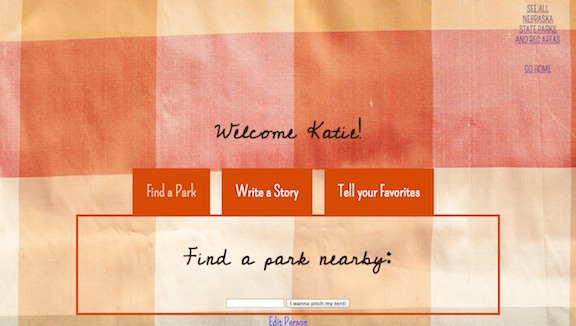 SEE ALL
NEBRASKA
STATE PARKS
AND REC AREAS
GO HOME
Welcome Katie!
Find a Park
Write a Story
Tell your Favorites
Find a park nearby:
I wanna pitch my tent!
Edit Person